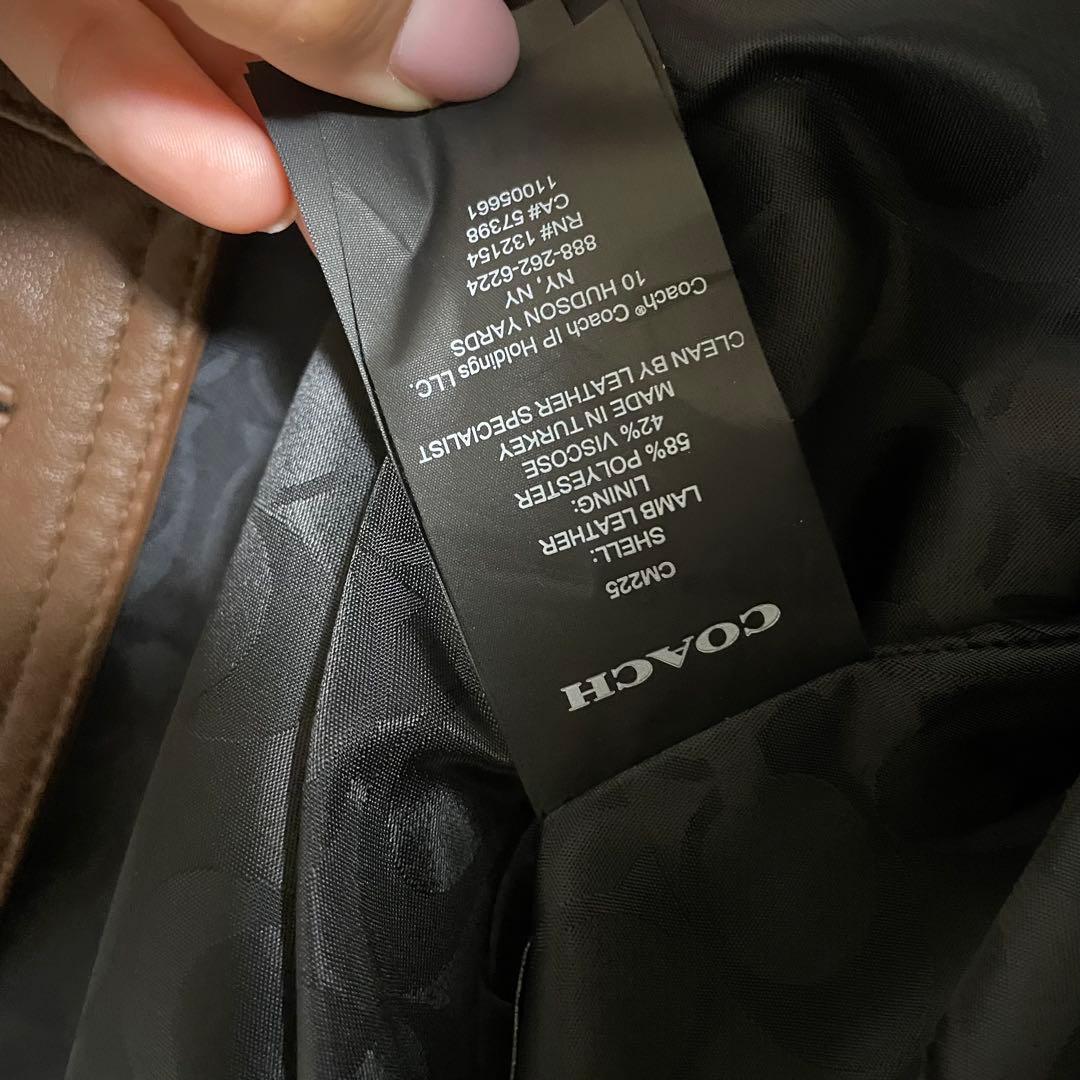 COACH
CM225
SHELL:
LAMB LEATHER
LINING:
58% POLYESTER
42% VISCOSE
MADE IN TURKEY
CLEAN BY LEATHER SPECIALIST
Coach® Coach IP Holdings LLC.
10 HUDSON YARDS
NY, NY
888-262-6224
RN# 132154
CA# 57398
11005661